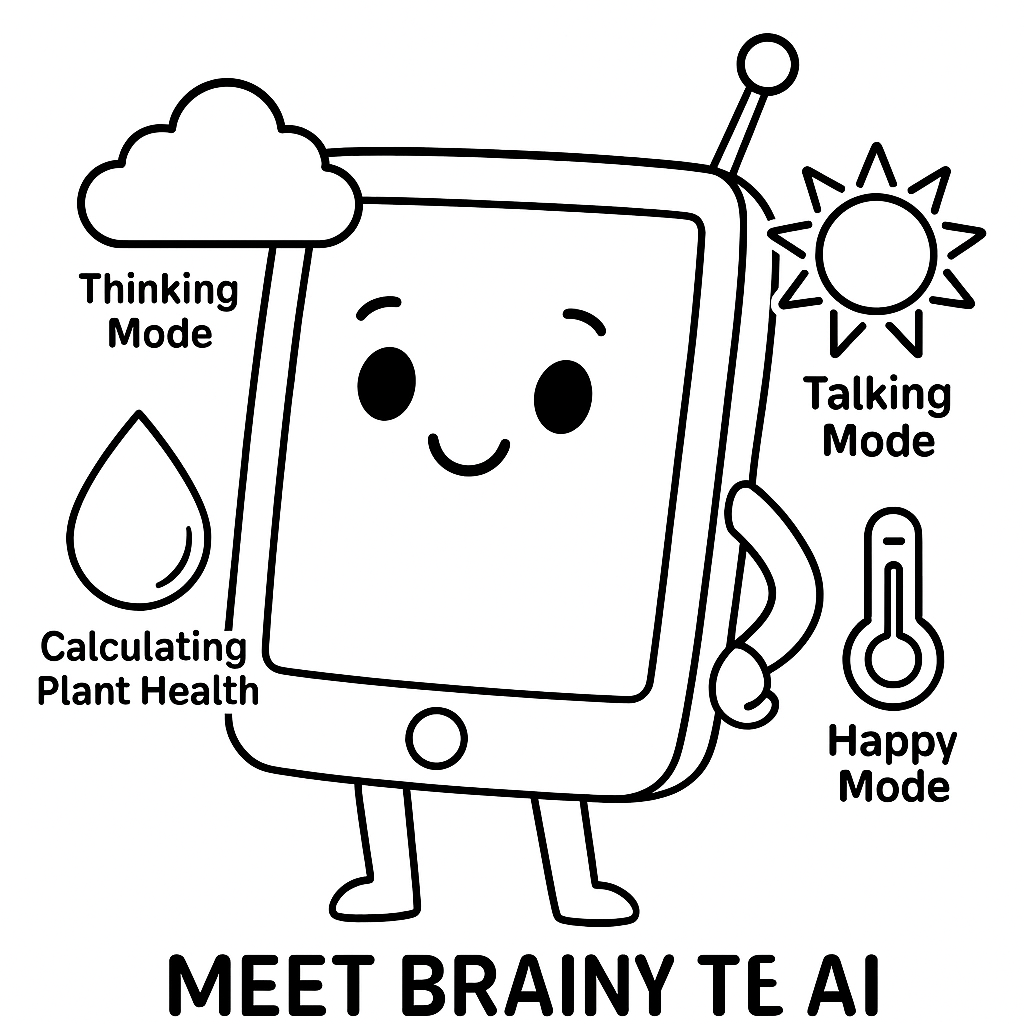 Thinking
Mode
Talking
Mode
Calculating
Plant Health
Happy
Mode
MEET BRAINY TE AI